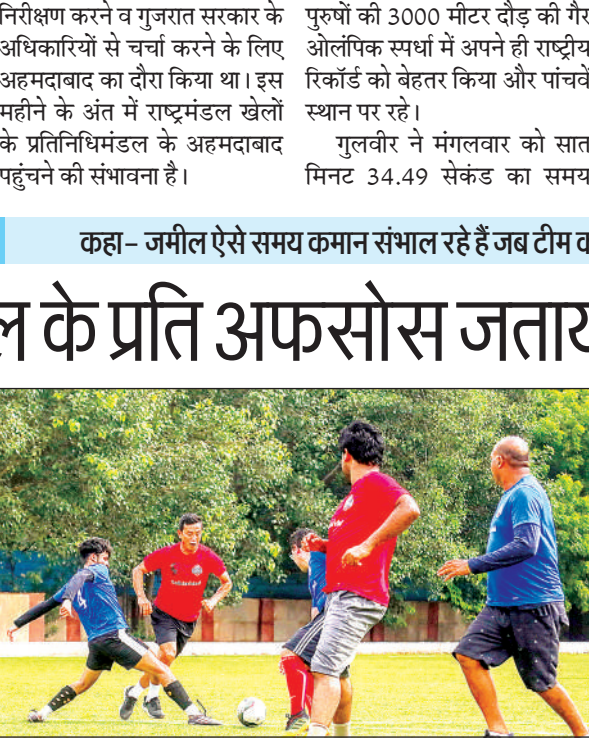 निरीक्षण करने व गुजरात सरकार के
अधिकारियों से चर्चा करने के लिए
अहमदाबाद का दौरा किया था। इस
महीने के अंत में राष्ट्रमंडल खेलों
के प्रतिनिधिमंडल के अहमदाबाद
पहुंचने की संभावना है।
पुरुषों की 3000 मीटर दौड़ की गैर
ओलंपिक स्पर्धा में अपने ही राष्ट्रीय
रिकॉर्ड को बेहतर किया और पांचवें
स्थान पर रहे।
गुलवीर ने मंगलवार को सात
मिनट 34.49 सेकंड का समय
कहा– जमील ऐसे समय कमान संभाल रहे हैं जब टीम
के प्रति अफसोस